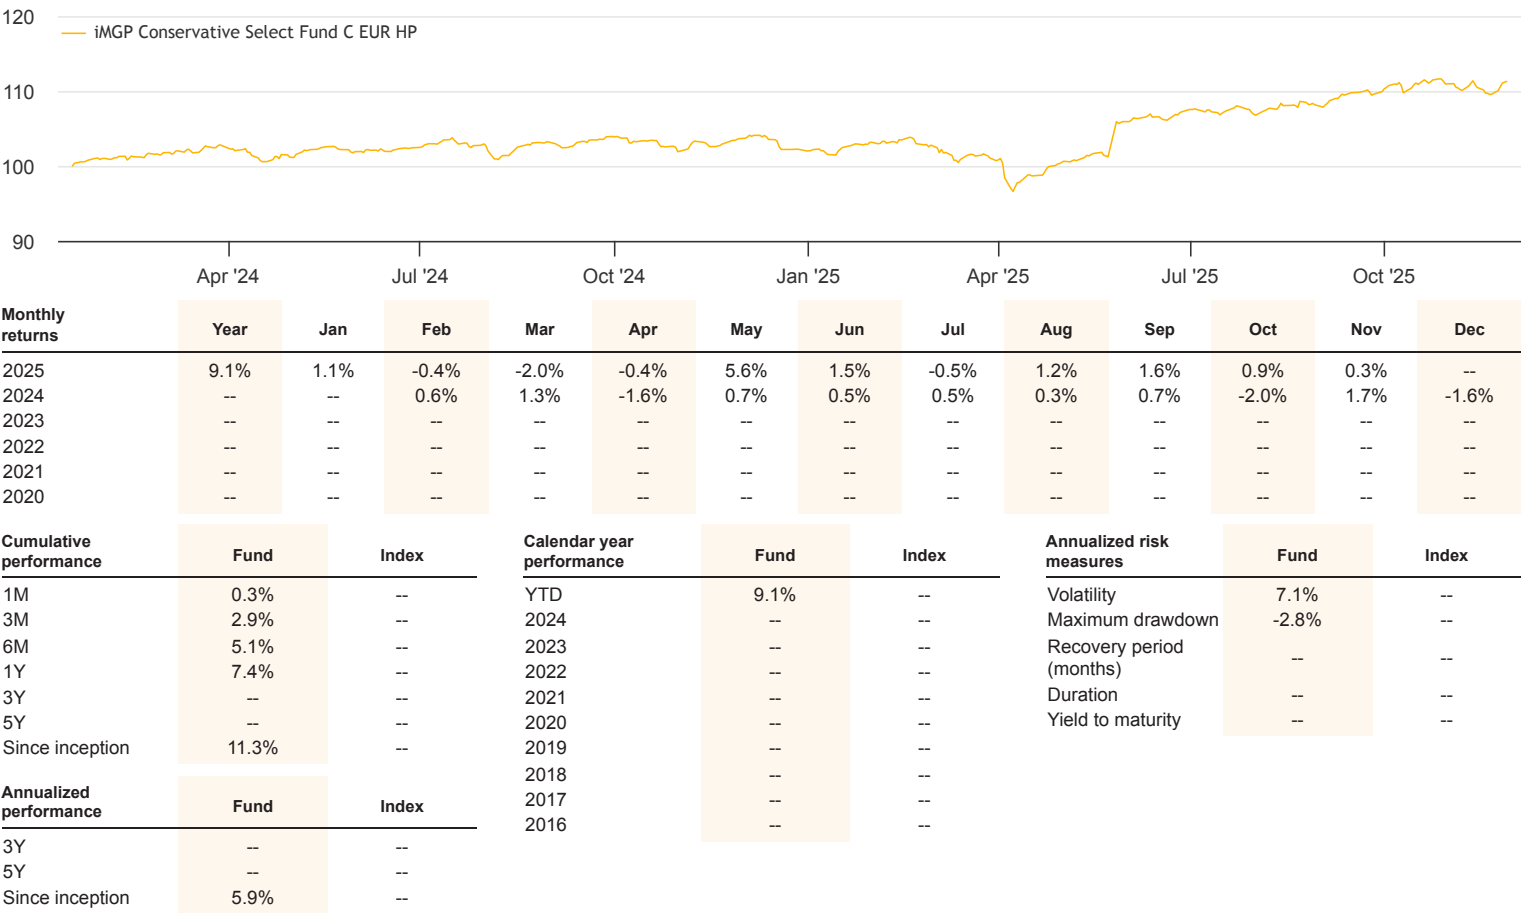 120
iMGP Conservative Select Fund C EUR HP
110
100
90
Apr '24 Jul '24 Oct '24 Jan '25 Apr '25 Jul '25 Oct '25
Monthly
returns Year Jan Feb Mar Apr May Jun Jul Aug Sep Oct Nov Dec
2025 9.1% 1.1% -0.4% -2.0% -0.4% 5.6% 1.5% -0.5% 1.2% 1.6% 0.9% 0.3% --
2024 -- -- 0.6% 1.3% -1.6% 0.7% 0.5% 0.5% 0.3% 0.7% -2.0% 1.7% -1.6%
2023 -- -- -- -- -- -- -- -- -- -- -- -- --
2022 -- -- -- -- -- -- -- -- -- -- -- -- --
2021 -- -- -- -- -- -- -- -- -- -- -- -- --
2020 -- -- -- -- -- -- -- -- -- -- -- -- --
Cumulative
performance Fund Index
1M 0.3% --
3M 2.9% --
6M 5.1% --
1Y 7.4% --
3Y -- --
5Y -- --
Since inception 11.3% --
Annualized
performance Fund Index
3Y -- --
5Y -- --
Since inception 5.9% --
Calendar year
performance Fund Index
YTD 9.1% --
2024 -- --
2023 -- --
2022 -- --
2021 -- --
2020 -- --
2019 -- --
2018 -- --
2017 -- --
2016 -- --
Annualized risk
measures Fund Index
Volatility 7.1% --
Maximum drawdown -2.8% --
Recovery period
(months) -- --
Duration -- --
Yield to maturity -- --